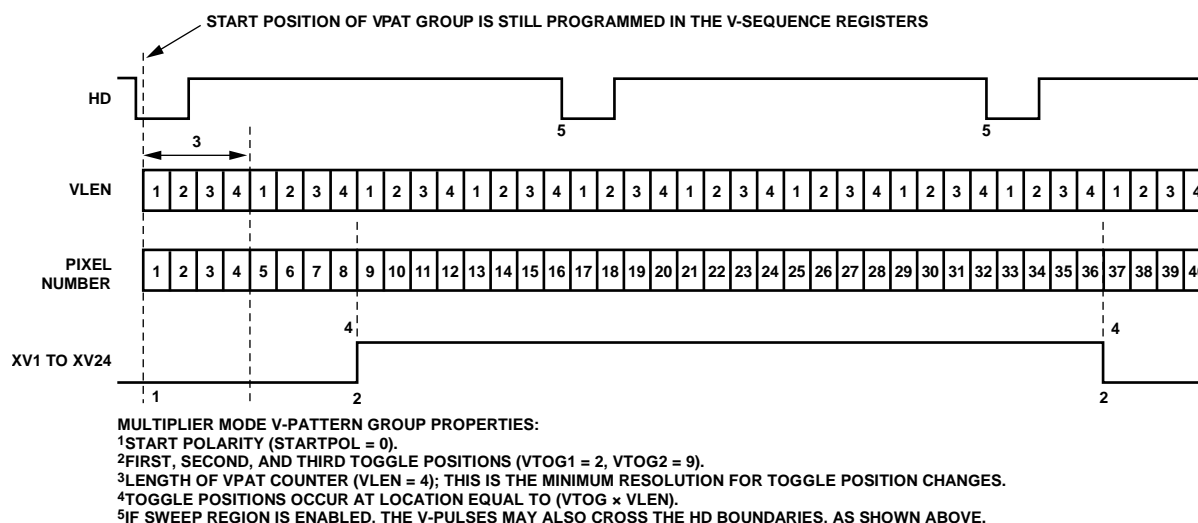 START POSITION OF VPAT GROUP IS STILL PROGRAMMED IN THE V-SEQUENCE REGISTERS
HD
5 5
3
VLEN 1 2 3 4 1 2 3 4 1 2 3 4 1 2 3 4 1 2 3 4 1 2 3 4 1 2 3 4 1 2 3 4 1 2 3 4 1 2 3 4
PIXEL
NUMBER
1 2 3 4 5 6 7 8 9 10 11 12 13 14 15 16 17 18 19 20 21 22 23 24 25 26 27 28 29 30 31 32 33 34 35 36 37 38 39 40
4 4
XV1 TO XV24
1 2 2
MULTIPLIER MODE V-PATTERN GROUP PROPERTIES:
1START POLARITY (STARTPOL = 0).
2FIRST, SECOND, AND THIRD TOGGLE POSITIONS (VTOG1 = 2, VTOG2 = 9).
3LENGTH OF VPAT COUNTER (VLEN = 4); THIS IS THE MINIMUM RESOLUTION FOR TOGGLE POSITION CHANGES.
4TOGGLE POSITIONS OCCUR AT LOCATION EQUAL TO (VTOG × VLEN).
5IF SWEEP REGION IS ENABLED, THE V-PULSES MAY ALSO CROSS THE HD BOUNDARIES, AS SHOWN ABOVE.